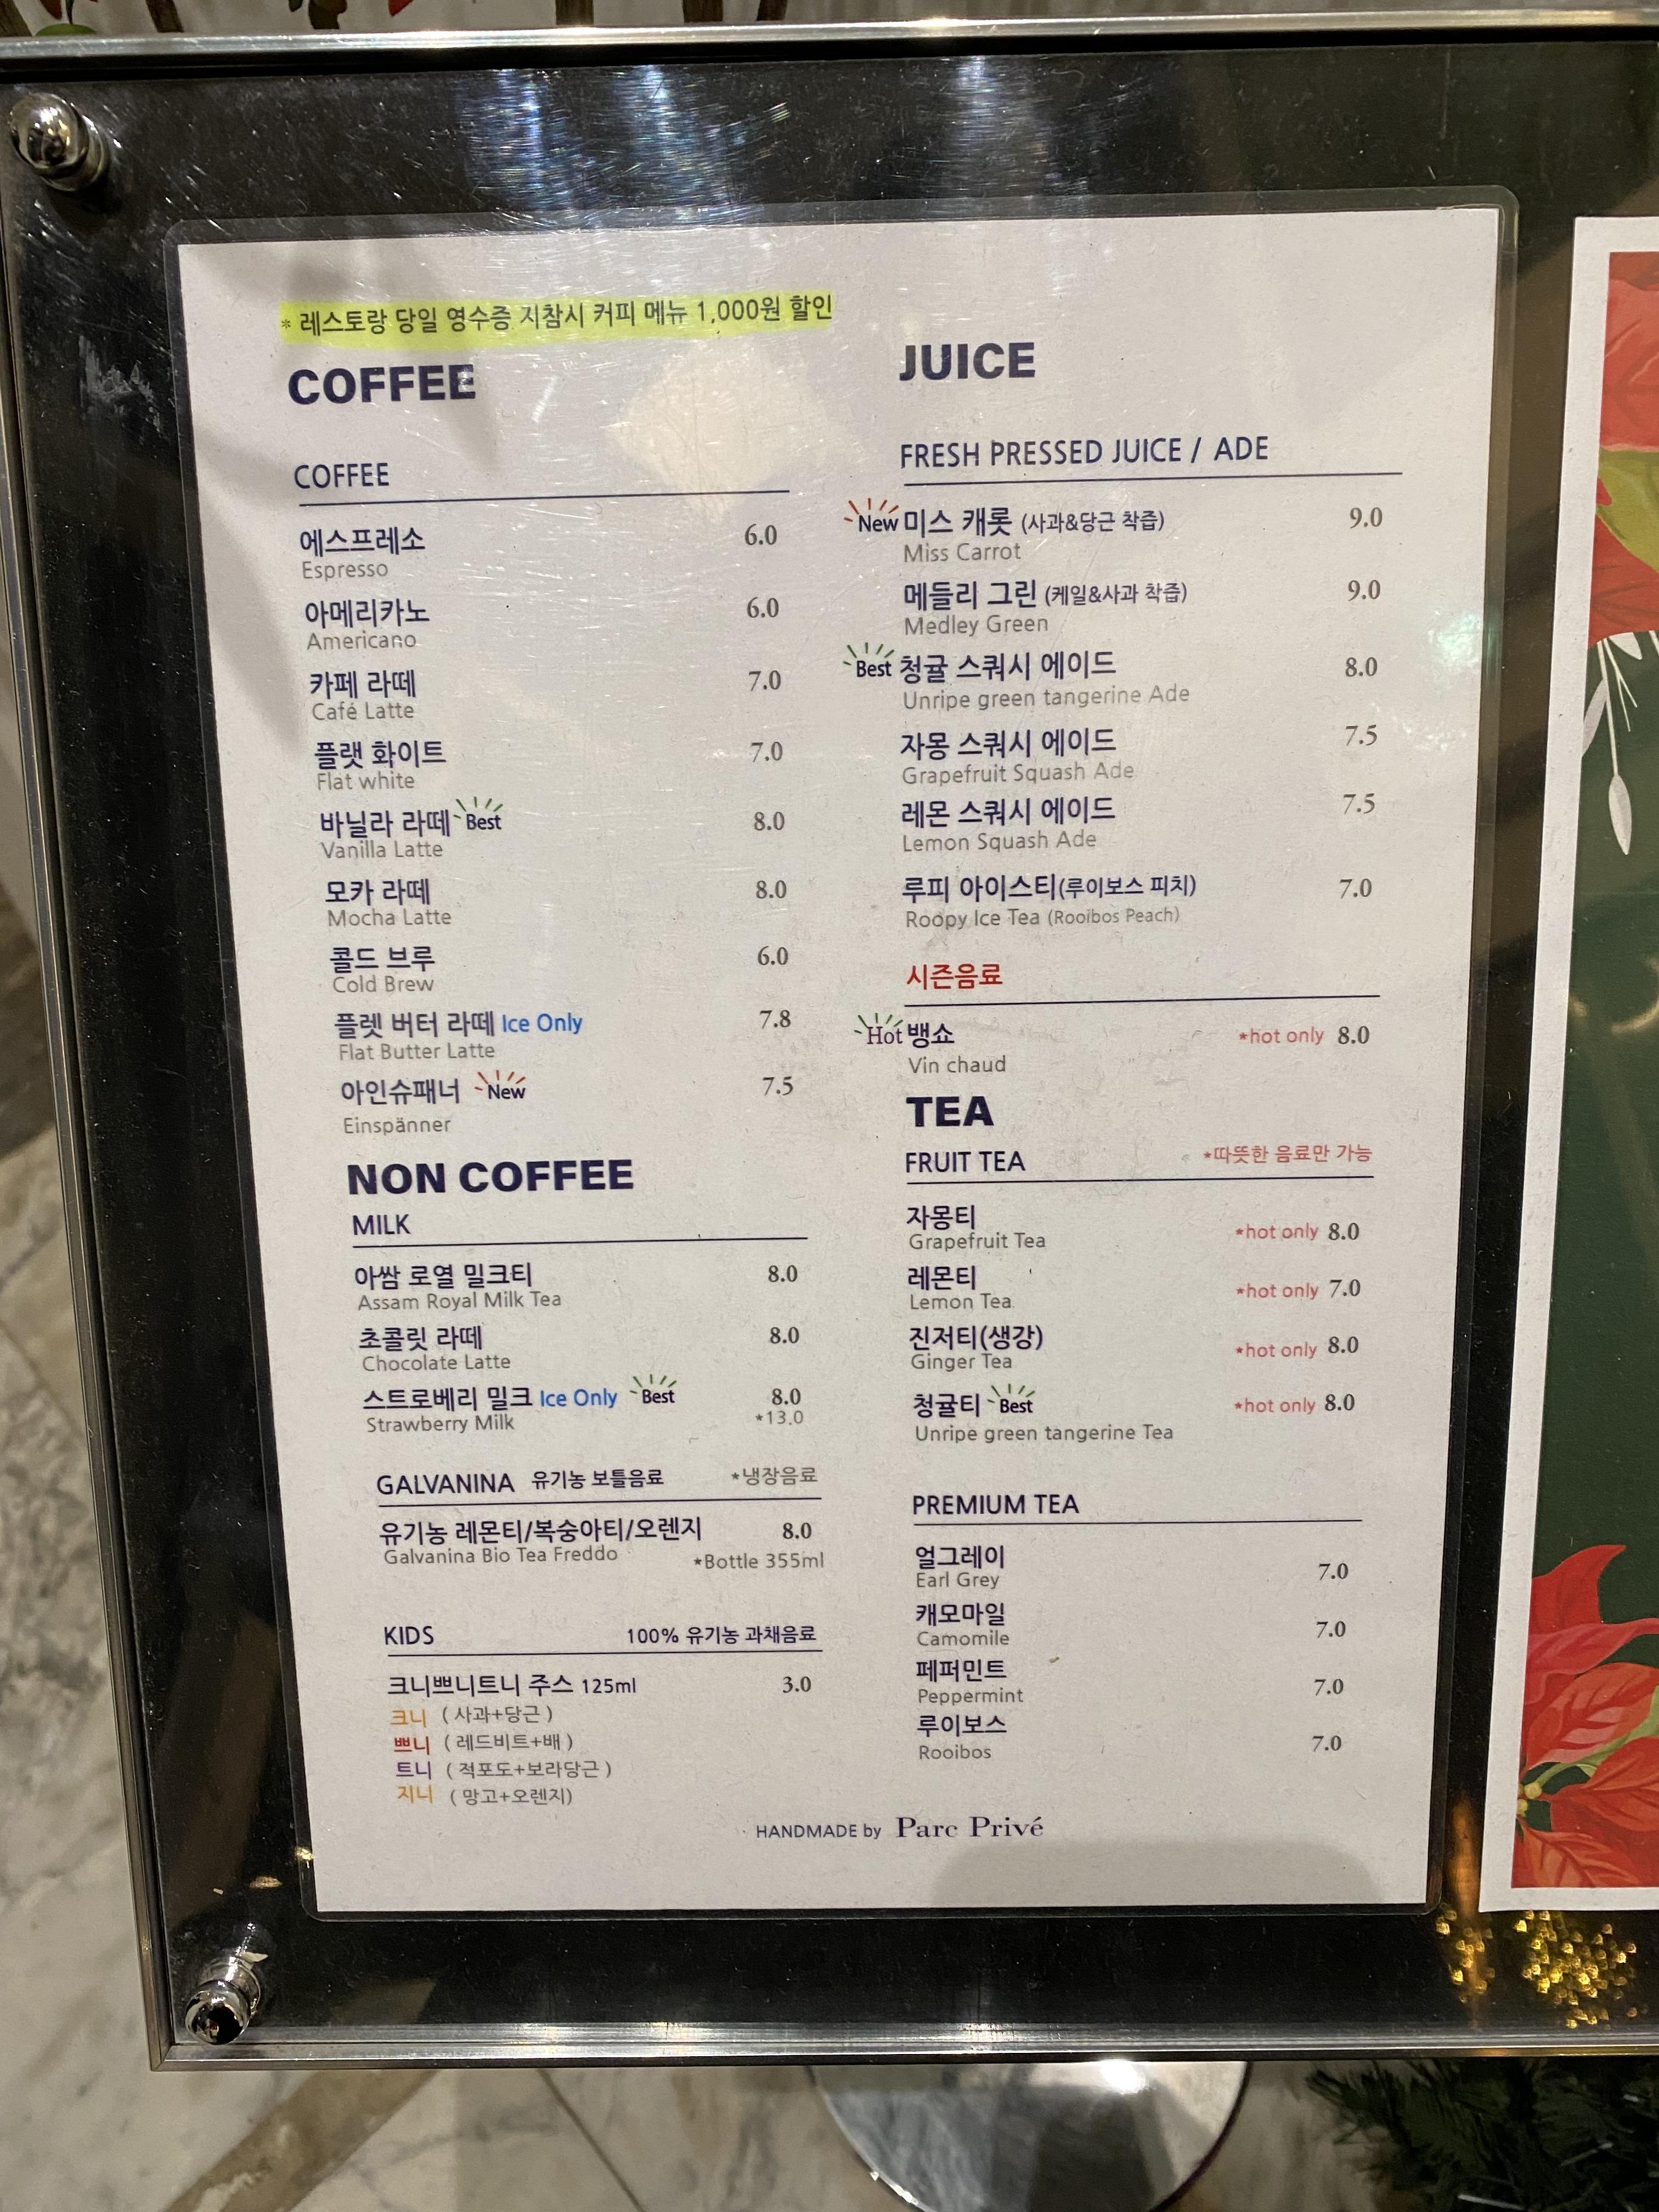 * 레스토랑 당일 영수증 지참시 커피 메뉴 1,000원 할인
COFFEE
COFFEE
에스프레소 6.0
Espresso
아메리카노 6.0
Americano
카페 라떼 7.0
Café Latte
플랫 화이트 7.0
Flat white
바닐라 라떼 Best 8.0
Vanilla Latte
모카 라떼 8.0
Mocha Latte
콜드 브루 6.0
Cold Brew
플렛 버터 라떼 Ice Only 7.8
Flat Butter Latte
아인슈패너 New 7.5
Einspänner
NON COFFEE
MILK
아쌈 로열 밀크티 8.0
Assam Royal Milk Tea
초콜릿 라떼 8.0
Chocolate Latte
스트로베리 밀크 Ice Only Best 8.0
Strawberry Milk *13.0
GALVANINA 유기농 보틀음료 *냉장음료
유기농 레몬티/복숭아티/오렌지 8.0
Galvanina Bio Tea Freddo *Bottle 355ml
KIDS 100% 유기농 과채음료
크니쁘니트니 주스 125ml 3.0
크니 ( 사과+당근 )
쁘니 ( 레드비트+배 )
트니 ( 적포도+보라당근 )
지니 ( 망고+오렌지)
JUICE
FRESH PRESSED JUICE / ADE
New 미스 캐롯 (사과&당근 착즙) 9.0
Miss Carrot
메들리 그린 (케일&사과 착즙) 9.0
Medley Green
Best 청귤 스쿼시 에이드 8.0
Unripe green tangerine Ade
자몽 스쿼시 에이드 7.5
Grapefruit Squash Ade
레몬 스쿼시 에이드 7.5
Lemon Squash Ade
루피 아이스티(루이보스 피치) 7.0
Roopy Ice Tea (Rooibos Peach)
시즌음료
Hot 뱅쇼 *hot only 8.0
Vin chaud
TEA
FRUIT TEA *따뜻한 음료만 가능
자몽티 *hot only 8.0
Grapefruit Tea
레몬티 *hot only 7.0
Lemon Tea
진저티(생강) *hot only 8.0
Ginger Tea
청귤티 Best *hot only 8.0
Unripe green tangerine Tea
PREMIUM TEA
얼그레이 7.0
Earl Grey
캐모마일 7.0
Camomile
페퍼민트 7.0
Peppermint
루이보스 7.0
Rooibos
HANDMADE by Parc Privé